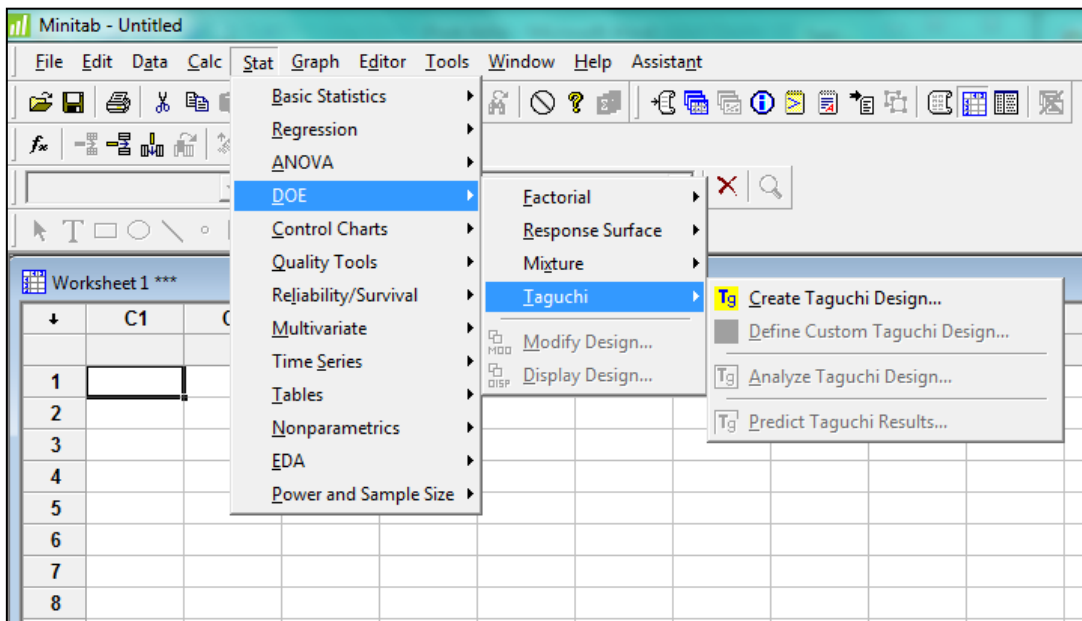 Minitab - Untitled
File Edit Data Calc Stat Graph Editor Tools Window Help Assistant
Basic Statistics
Regression
ANOVA
DOE
Control Charts
Quality Tools
Reliability/Survival
Multivariate
Time Series
Tables
Nonparametrics
EDA
Power and Sample Size
Factorial
Response Surface
Mixture
Taguchi
Modify Design...
Display Design...
Tg Create Taguchi Design...
Define Custom Taguchi Design...
Tg Analyze Taguchi Design...
Tg Predict Taguchi Results...
Worksheet 1 ***
C1
1
2
3
4
5
6
7
8